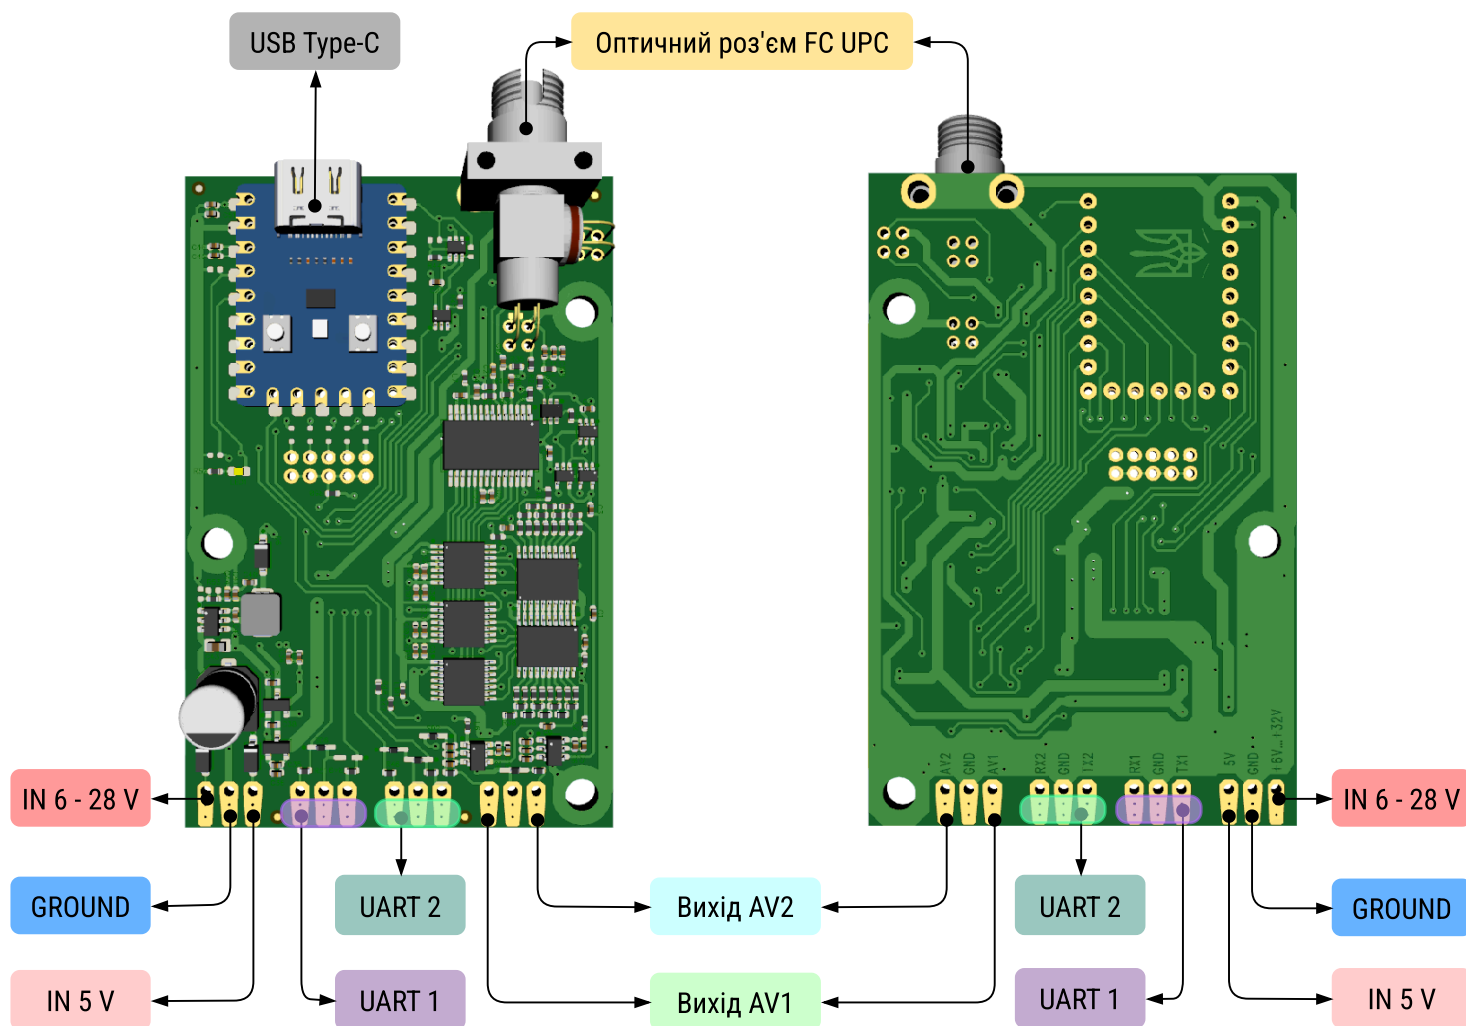 USB Type-C
Оптичний роз'єм FC UPC
AV2
GND
AV1
RX2
GND
TX2
RX1
GND
TX1
5V
GND
+6V...+32V
IN 6 - 28 V
IN 6 - 28 V
GROUND
UART 2
Вихід AV2
UART 2
GROUND
IN 5 V
UART 1
Вихід AV1
UART 1
IN 5 V